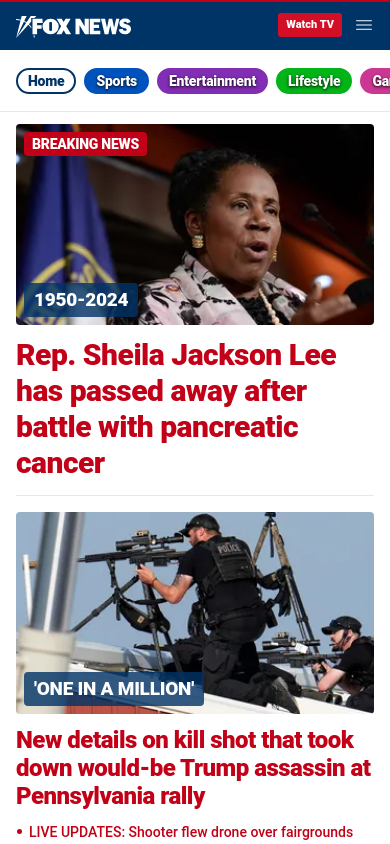 FOX NEWS
Watch TV
Home Sports Entertainment Lifestyle
BREAKING NEWS
1950-2024
Rep. Sheila Jackson Lee
has passed away after
battle with pancreatic
cancer
POLICE
'ONE IN A MILLION'
New details on kill shot that took
down would-be Trump assassin at
Pennsylvania rally
• LIVE UPDATES: Shooter flew drone over fairgrounds